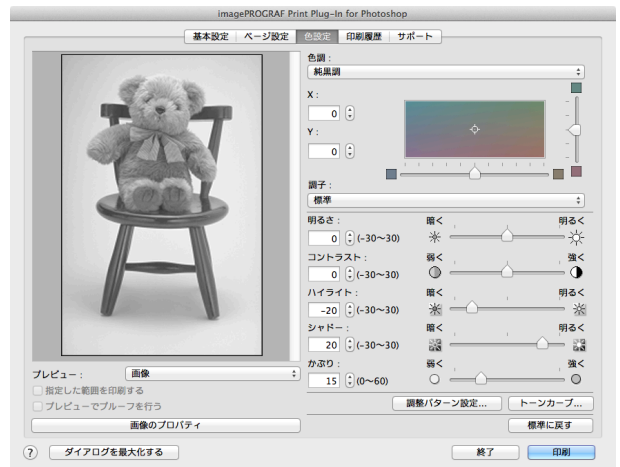 imagePROGRAF Print Plug-In for Photoshop
基本設定 ページ設定 色設定 印刷履歴 サポート
色調：
純黒調
X：
0
Y：
0
調子：
標準
明るさ： 暗く 明るく
0 (-30〜30)
コントラスト： 弱く 強く
0 (-30〜30)
ハイライト： 暗く 明るく
-20 (-30〜30)
シャドー： 暗く 明るく
20 (-30〜30)
かぶり： 弱く 強く
15 (0〜60)
プレビュー： 画像
指定した範囲を印刷する
プレビューでプルーフを行う
画像のプロパティ
調整パターン設定... トーンカーブ...
標準に戻す
? ダイアログを最大化する 終了 印刷